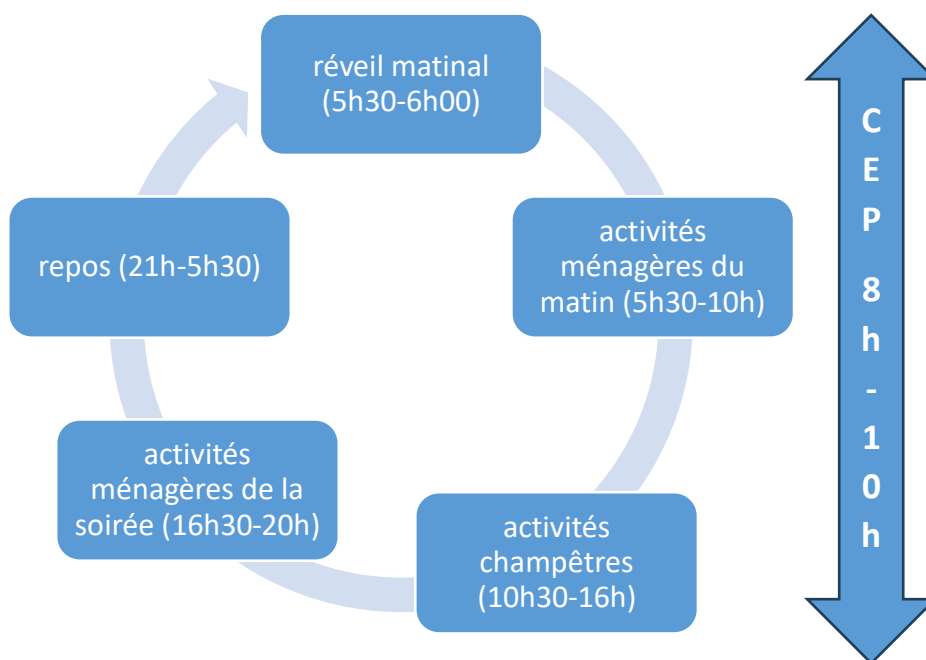 réveil matinal
(5h30-6h00)
activités
ménagères du
matin (5h30-10h)
activités
champêtres
(10h30-16h)
activités
ménagères de la
soirée (16h30-20h)
repos (21h-5h30)
C
E
P
8
h
-
1
0
h